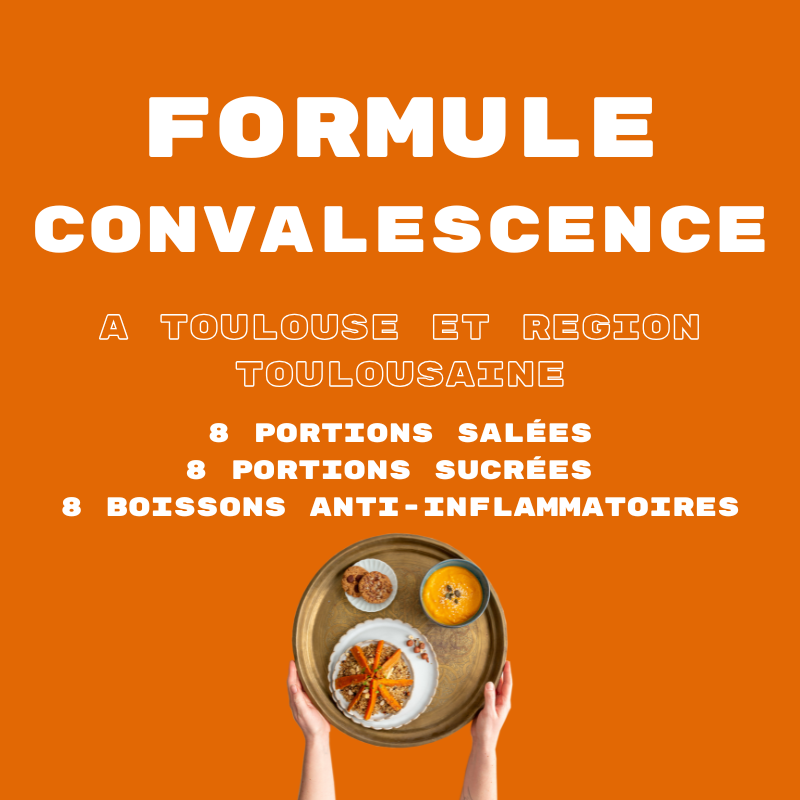 FORMULE
CONVALESCENCE
A TOULOUSE ET REGION
TOULOUSAINE
8 PORTIONS SALÉES
8 PORTIONS SUCRÉES
8 BOISSONS ANTI-INFLAMMATOIRES